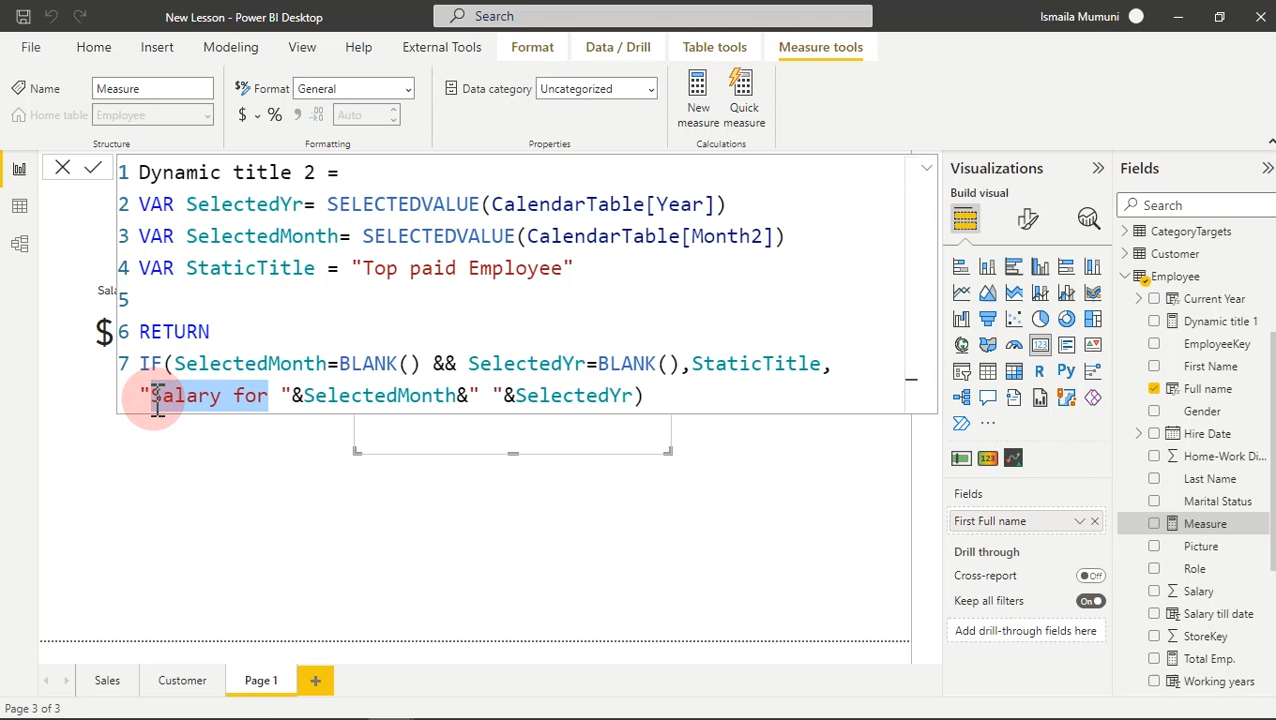 New Lesson - Power BI Desktop
Search
Ismaila Mumuni
File
Home
Insert
Modeling
View
Help
External Tools
Format
Data / Drill
Table tools
Measure tools
Name
Measure
Home table
Employee
Structure
Format
General
$
%
Auto
Formatting
Data category
Uncategorized
Properties
New measure
Quick measure
Calculations
1 Dynamic title 2 =
2 VAR SelectedYr= SELECTEDVALUE(CalendarTable[Year])
3 VAR SelectedMonth= SELECTEDVALUE(CalendarTable[Month2])
4 VAR StaticTitle = "Top paid Employee"
5
6 RETURN
7 IF(SelectedMonth=BLANK() && SelectedYr=BLANK(),StaticTitle,
"Salary for "&SelectedMonth&" "&SelectedYr)
Sal
$
Visualizations
Build visual
R
Py
123
123
Fields
First Full name
Drill through
Cross-report
Off
Keep all filters
On
Add drill-through fields here
Fields
Search
CategoryTargets
Customer
Employee
Current Year
Dynamic title 1
EmployeeKey
First Name
Full name
Gender
Hire Date
Home-Work Di...
Last Name
Marital Status
Measure
Picture
Role
Salary
Salary till date
StoreKey
Total Emp.
Working years
Sales
Customer
Page 1
Page 3 of 3